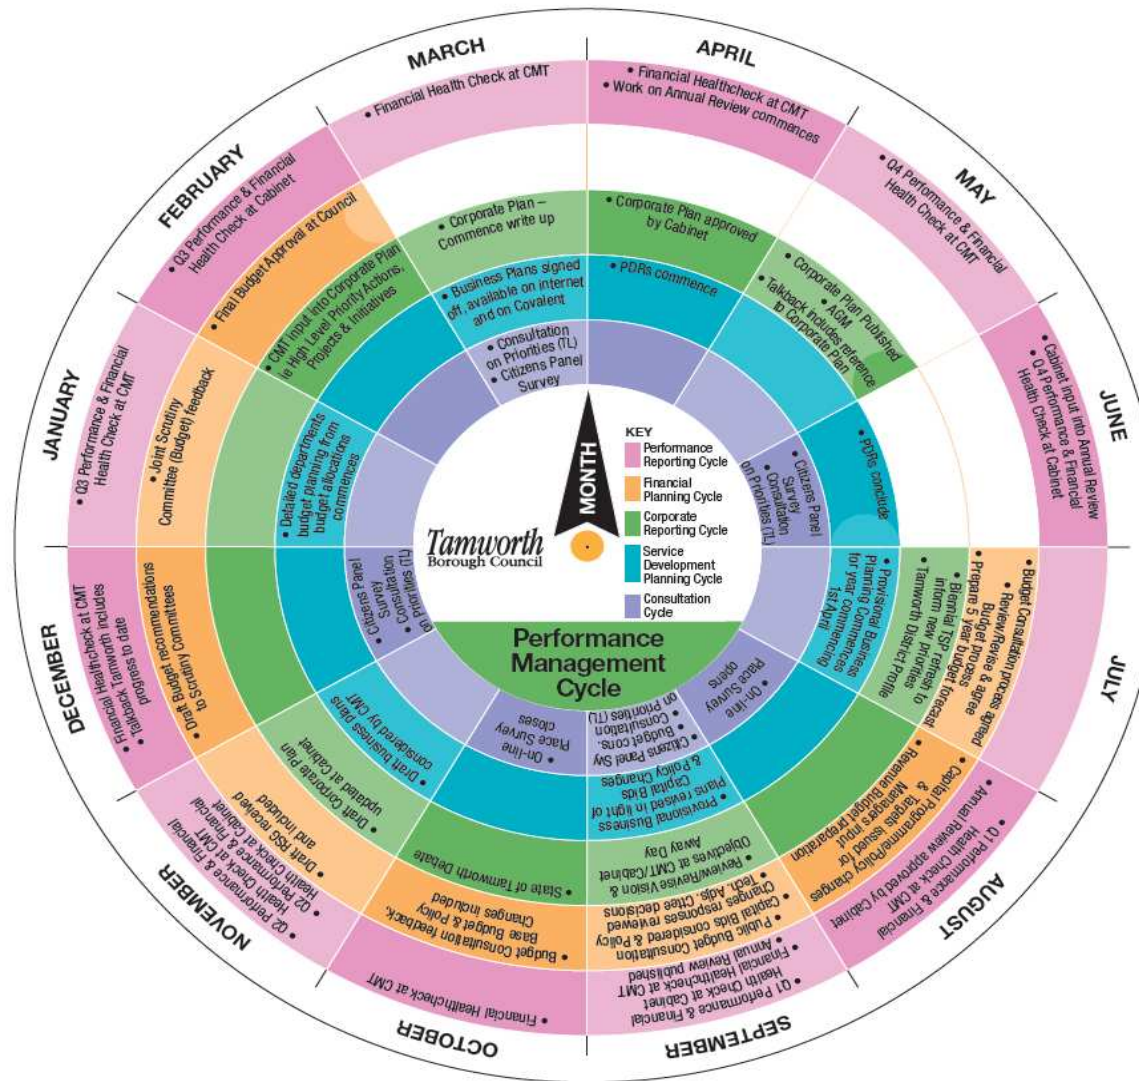 MARCH
• Financial Health Check at CMT
• Corporate Plan –
Commence write up
• Business Plans signed
off, available on internet
and on Covalent
• Consultation
on Priorities (TL)
• Citizens Panel
Survey
APRIL
• Financial Healthcheck at CMT
• Work on Annual Review commences
• Corporate Plan approved
by Cabinet
• PDRs commence
MAY
• Q4 Performance & Financial
Health Check at CMT
• Corporate Plan Published
• AGM
• Talkback includes reference
to Corporate Plan
JUNE
• Cabinet input into Annual Review
• Q4 Performance & Financial
Health Check at Cabinet
• PDRs conclude
• Citizens Panel
Survey
• Consultation
on Priorities (TL)
JULY
• Budget Consultation process agreed
• Review/Revise & agree
Budget process
• Prepare 5 year budget forecast
• Biennial TSP refresh to
inform new priorities
• Tamworth District Profile
• Provisional Business
Planning Commences
for year commencing
1st April
AUGUST
• Q1 Performance & Financial
Health Check at CMT
• Annual Review approved by Cabinet
• Capital Programme/Policy changes
& Targets issued for
Managers input
• Revenue Budget preparation
• On-line
Place Survey
opens
SEPTEMBER
• Q1 Performance & Financial
Health Check at Cabinet
• Financial Healthcheck at CMT
• Annual Review published
• Public Budget Consultation
• Capital Bids considered & Policy
Changes responses reviewed
• Tech. Adjs. Cttee decisions
• Review/Revise Vision &
Objectives at CMT/Cabinet
Away Day
• Provisional Business
Plans revised in light of
Capital Bids
& Policy Changes
• Citizens Panel Svy
• Budget cons.
• Consultation
on Priorities (TL)
OCTOBER
• Financial Healthcheck at CMT
• Budget Consultation feedback.
Base Budget & Policy
Changes included
• State of Tamworth Debate
• On-line
Place Survey
closes
NOVEMBER
• Q2 Performance & Financial
Health Check at CMT
• Q2 Performance & Financial
Health Check at Cabinet
• Draft RSG received
and included
• Draft Corporate Plan
updated at Cabinet
• Draft business plans
considered by CMT
DECEMBER
• Financial Healthcheck at CMT
• Talkback Tamworth includes
progress to date
• Draft Budget recommendations
to Scrutiny Committees
• Citizens Panel
Survey
• Consultation
on Priorities (TL)
JANUARY
• Q3 Performance & Financial
Health Check at CMT
• Joint Scrutiny
Committee (Budget) feedback
• Detailed departments
budget planning from
budget allocations
commences
FEBRUARY
• Q3 Performance & Financial
Health Check at Cabinet
• Final Budget Approval at Council
• CMT input into Corporate Plan
ie High Level Priority Actions,
Projects & Initiatives
MONTH
KEY
Performance
Reporting Cycle
Financial
Planning Cycle
Corporate
Reporting Cycle
Service
Development
Planning Cycle
Consultation
Cycle
Tamworth
Borough Council
Performance
Management
Cycle